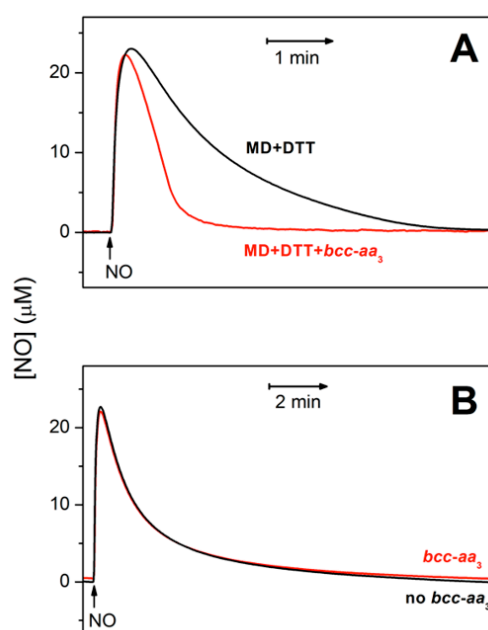 A
1 min
20
MD+DTT
10
0
MD+DTT+bcc-aa₃
NO
[NO] (μM)
B
2 min
20
10
bcc-aa₃
0
no bcc-aa₃
NO